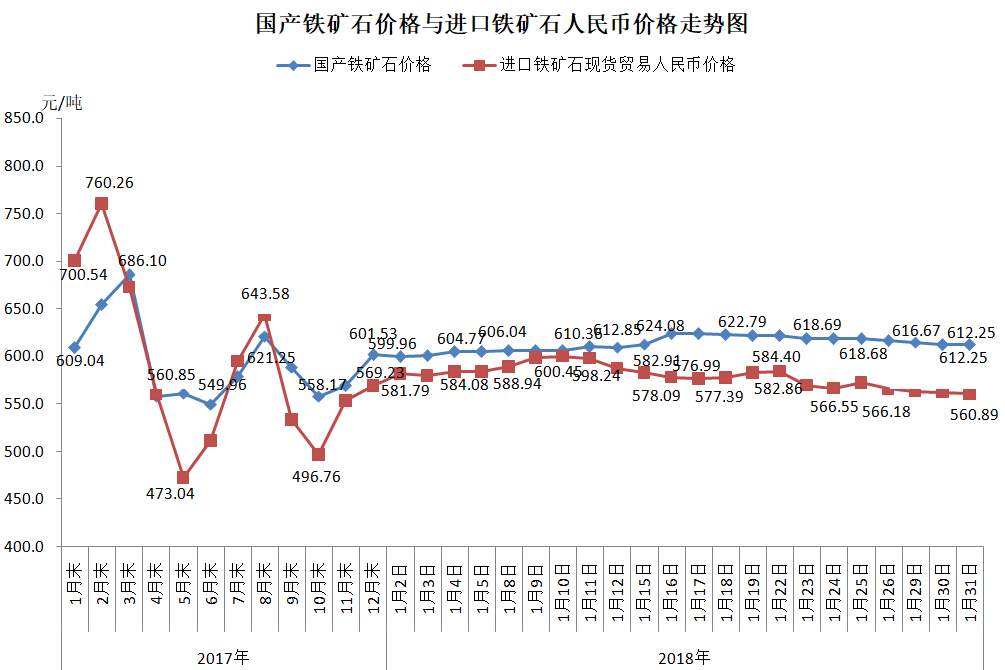 国产铁矿石价格与进口铁矿石人民币价格走势图
国产铁矿石价格
进口铁矿石现货贸易人民币价格
元/吨
850.0
800.0
750.0
700.0
650.0
600.0
550.0
500.0
450.0
400.0
609.04
700.54
760.26
686.10
560.85
473.04
549.96
621.25
643.58
558.17
496.76
601.53
569.23
599.96
581.79
604.77
584.08
606.04
588.94
600.45
610.36
598.24
612.85
582.91
578.09
624.08
576.99
577.39
622.79
584.40
582.86
618.69
566.55
618.68
566.18
616.67
612.25
612.25
560.89
1月末
2月末
3月末
4月末
5月末
6月末
7月末
8月末
9月末
10月末
11月末
12月末
1月2日
1月3日
1月4日
1月5日
1月8日
1月9日
1月10日
1月11日
1月12日
1月15日
1月16日
1月17日
1月18日
1月19日
1月22日
1月23日
1月24日
1月25日
1月26日
1月29日
1月30日
1月31日
2017年
2018年